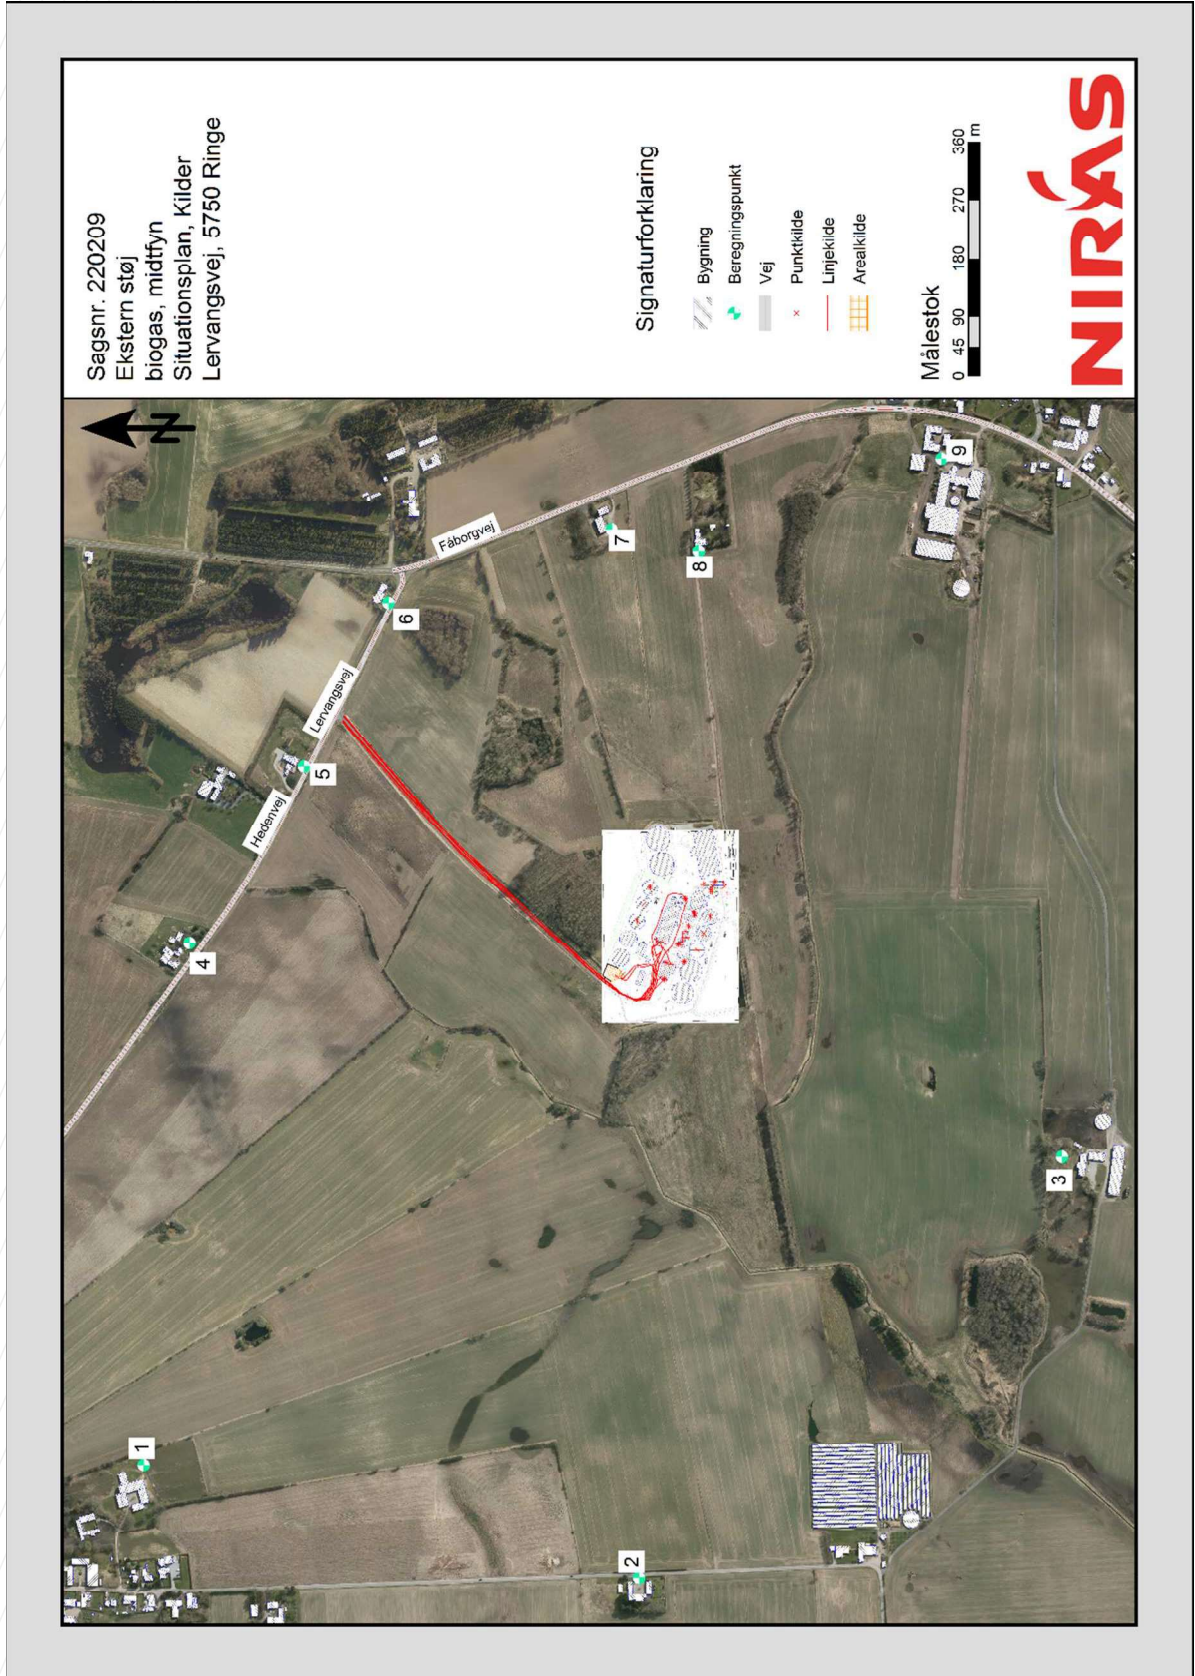 Sagsnr. 220209
Ekstern støj
biogas, midtfyn
Situationsplan, Kilder
Lervangsvej, 5750 Ringe
Signaturforklaring
Bygning
Beregningspunkt
Vej
Punktkilde
Linjekilde
Arealkilde
Målestok
0 45 90 180 270 360
m
NIRAS
N
Hedenvej
Lervangsvej
Fåborgvej
1
2
3
4
5
6
7
8
9